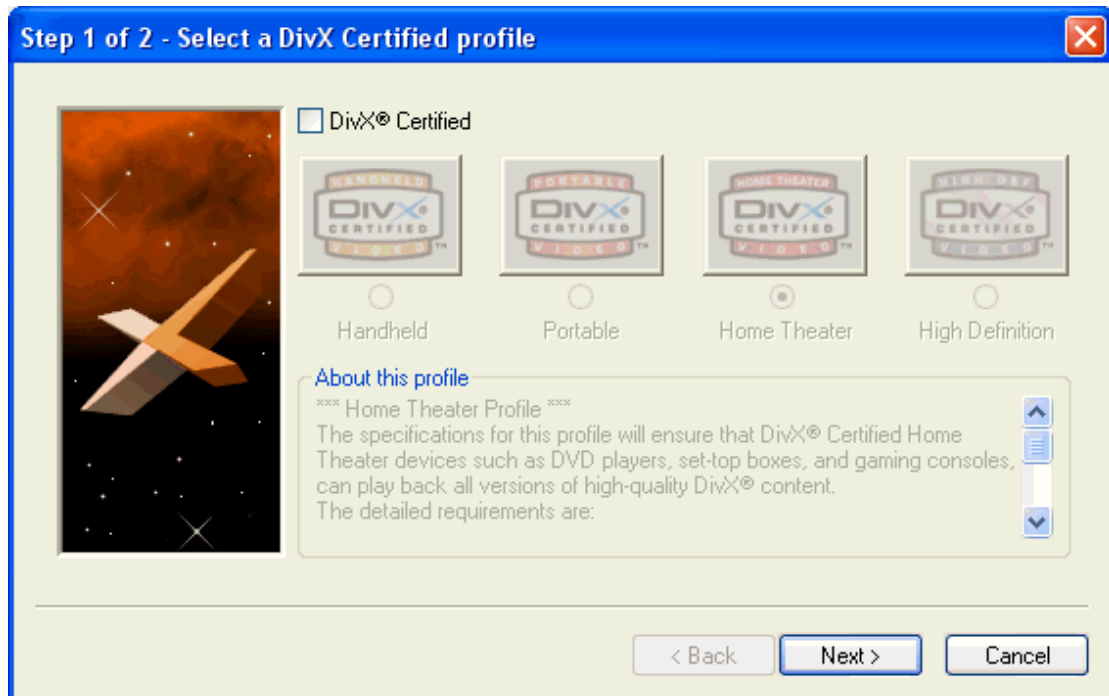 Step 1 of 2 - Select a DivX Certified profile
DivX® Certified
HANDHELD
DIVX
CERTIFIED
VIDEO™
PORTABLE
DIVX
CERTIFIED
VIDEO™
HOME THEATER
DIVX
CERTIFIED
VIDEO™
HIGH DEF
DIVX
CERTIFIED
VIDEO™
Handheld Portable Home Theater High Definition
About this profile
*** Home Theater Profile ***
The specifications for this profile will ensure that DivX® Certified Home
Theater devices such as DVD players, set-top boxes, and gaming consoles,
can play back all versions of high-quality DivX® content.
The detailed requirements are:
< Back Next > Cancel